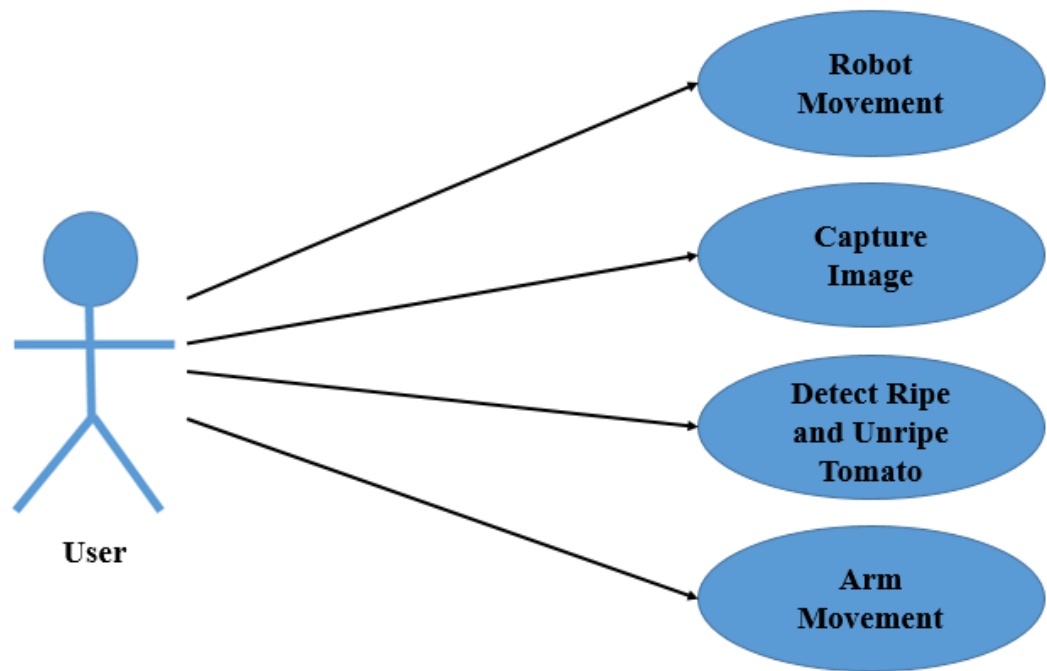 Robot
Movement
Capture
Image
Detect Ripe
and Unripe
Tomato
Arm
Movement
User